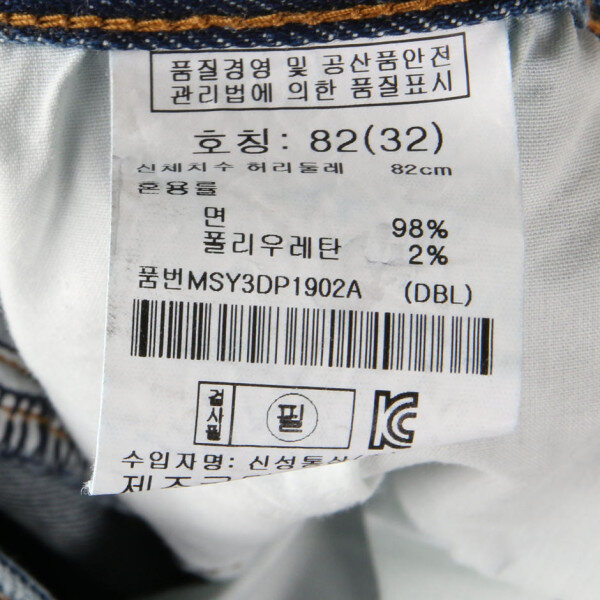 품질경영 및 공산품안전
관리법에 의한 품질표시
호칭: 82(32)
신체치수 허리둘레 82cm
혼용률
면 98%
폴리우레탄 2%
품번MSY3DP1902A (DBL)
검사필 필
수입자명: 신성통상